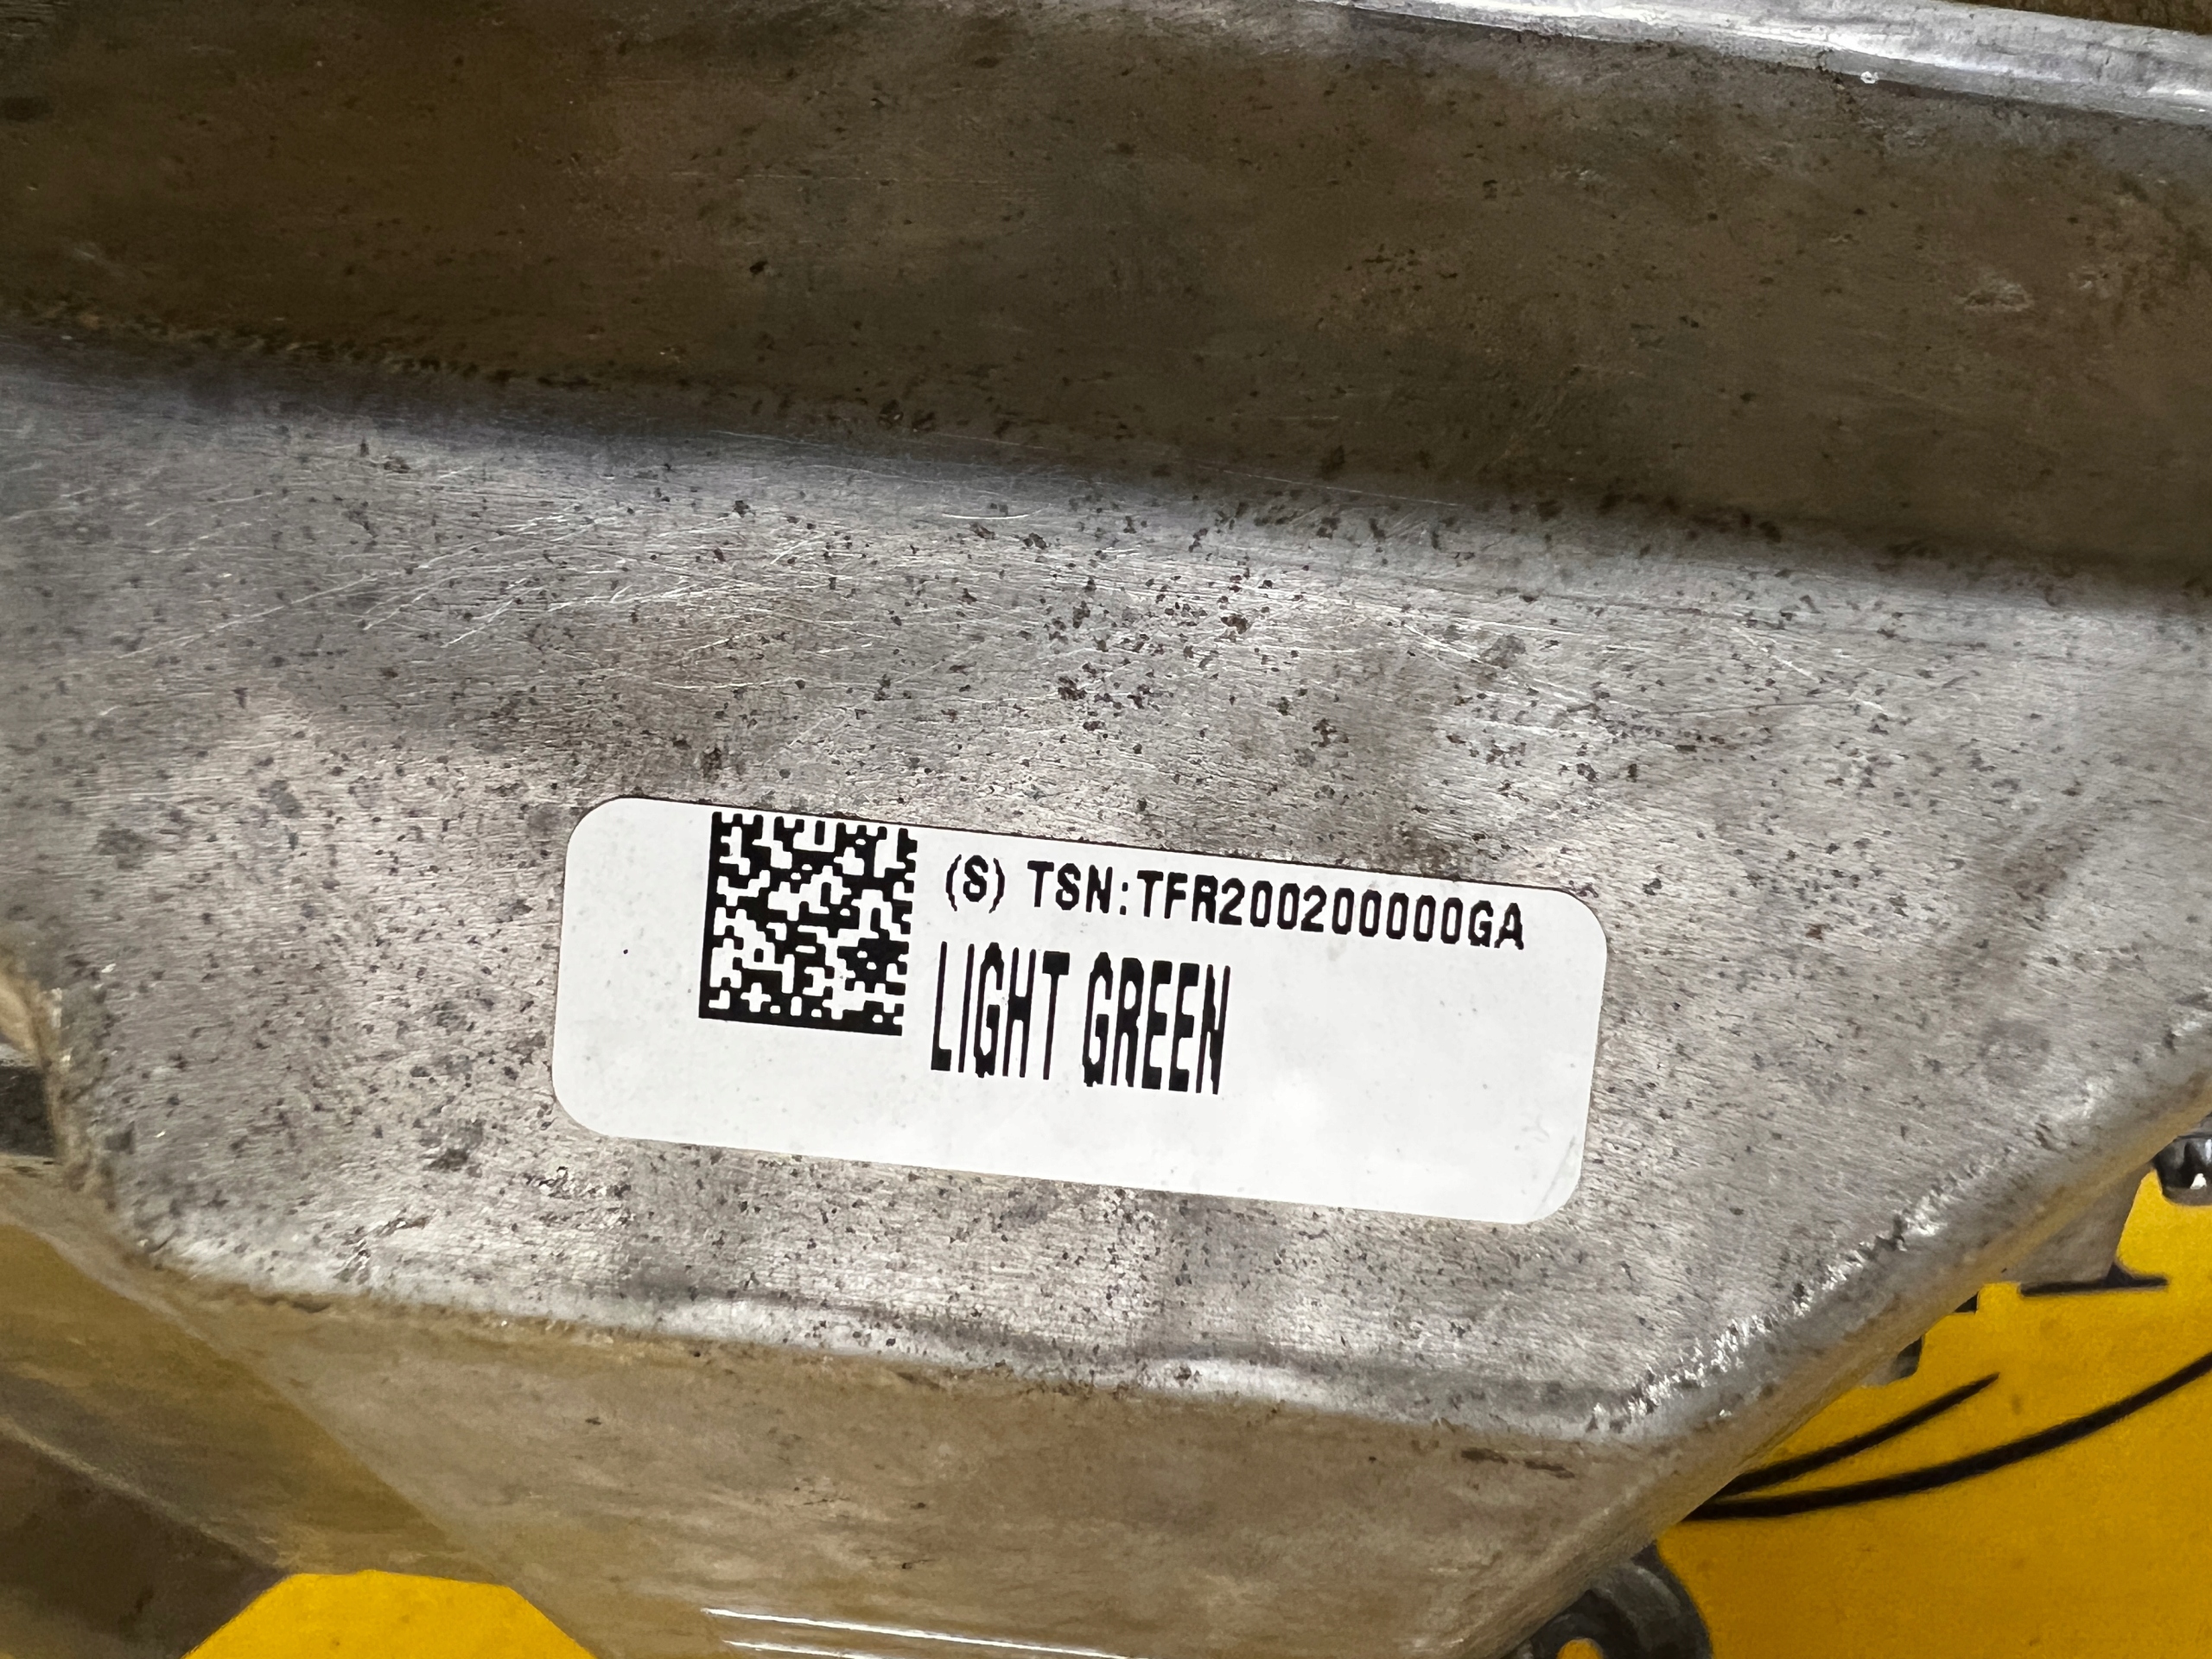 (S) TSN:TFR200200000GA
LIGHT GREEN